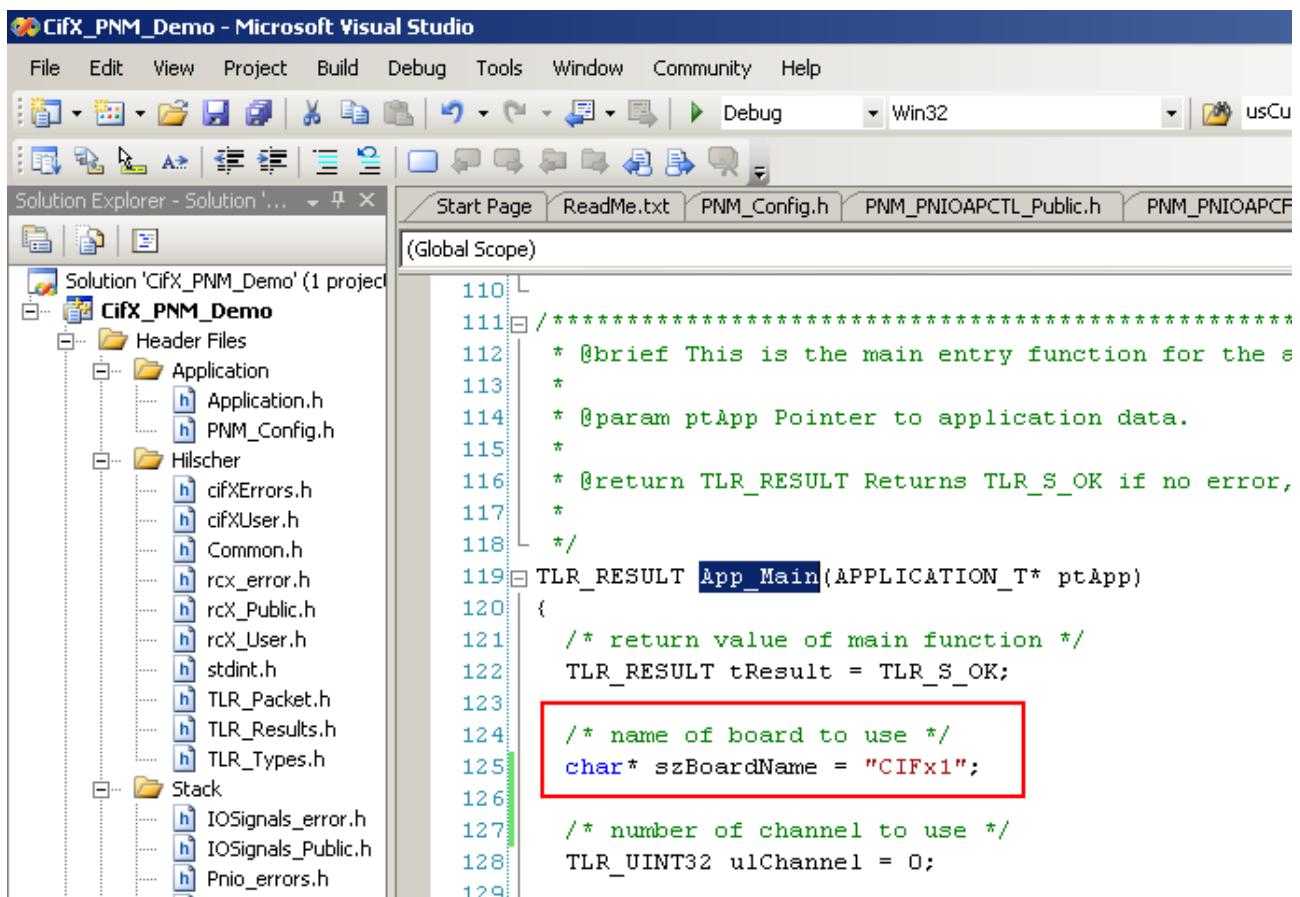 CifX_PNM_Demo - Microsoft Visual Studio
File Edit View Project Build Debug Tools Window Community Help
Debug Win32 usCu
Solution Explorer - Solution '...
Start Page ReadMe.txt PNM_Config.h PNM_PNIOAPCTL_Public.h PNM_PNIOAPCF
(Global Scope)
Solution 'CifX_PNM_Demo' (1 project
CifX_PNM_Demo
Header Files
Application
Application.h
PNM_Config.h
Hilscher
cifXErrors.h
cifXUser.h
Common.h
rcx_error.h
rcX_Public.h
rcX_User.h
stdint.h
TLR_Packet.h
TLR_Results.h
TLR_Types.h
Stack
IOSignals_error.h
IOSignals_Public.h
Pnio_errors.h
110
111 /***************************************************
112 * @brief This is the main entry function for the a
113 *
114 * @param ptApp Pointer to application data.
115 *
116 * @return TLR_RESULT Returns TLR_S_OK if no error,
117 *
118 */
119 TLR_RESULT App_Main(APPLICATION_T* ptApp)
120 {
121 /* return value of main function */
122 TLR_RESULT tResult = TLR_S_OK;
123
124 /* name of board to use */
125 char* szBoardName = "CIFx1";
126
127 /* number of channel to use */
128 TLR_UINT32 ulChannel = 0;
129